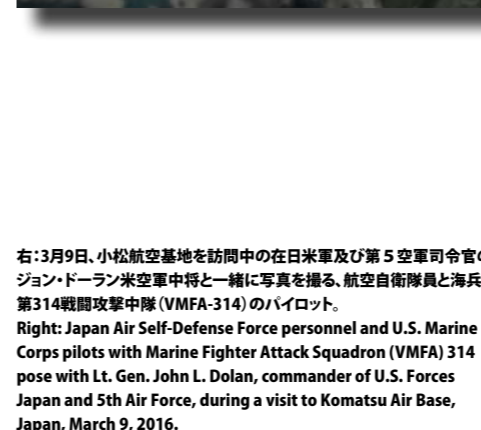 右：3月9日、小松航空基地を訪問中の在日米軍及び第５空軍司令官の
ジョン・ドーラン米空軍中将と一緒に写真を撮る、航空自衛隊員と海兵
第314戦闘攻撃中隊（VMFA-314）のパイロット。
Right: Japan Air Self-Defense Force personnel and U.S. Marine
Corps pilots with Marine Fighter Attack Squadron (VMFA) 314
pose with Lt. Gen. John L. Dolan, commander of U.S. Forces
Japan and 5th Air Force, during a visit to Komatsu Air Base,
Japan, March 9, 2016.